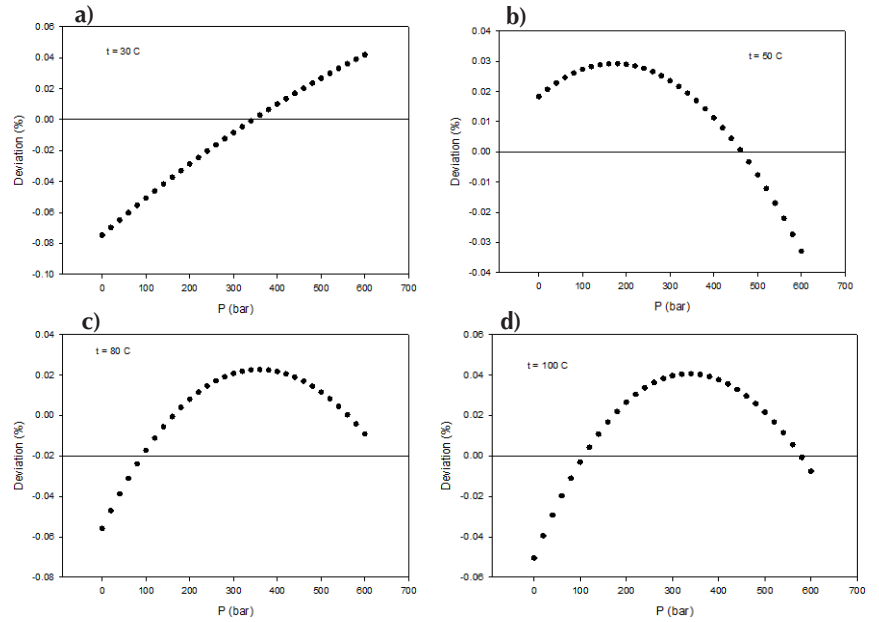 a)
t = 30 C
0.06
0.04
0.02
0.00
-0.02
-0.04
-0.06
-0.08
-0.10
Deviation (%)
0 100 200 300 400 500 600 700
P (bar)
b)
t = 50 C
0.04
0.03
0.02
0.01
0.00
-0.01
-0.02
-0.03
-0.04
Deviation (%)
0 100 200 300 400 500 600 700
P (bar)
c)
t = 80 C
0.04
0.02
0.00
-0.02
-0.04
-0.06
-0.08
Deviation (%)
0 100 200 300 400 500 600 700
P (bar)
d)
t = 100 C
0.06
0.04
0.02
0.00
-0.02
-0.04
-0.06
Deviation (%)
0 100 200 300 400 500 600 700
P (bar)